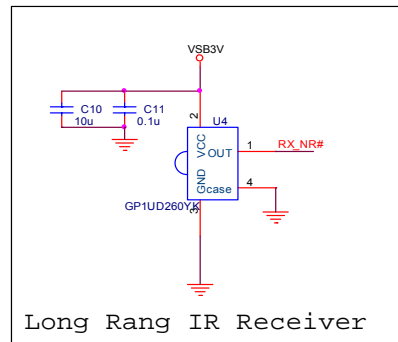 VSB3V
C10
10u
C11
0.1u
U4
2
VCC
OUT
1
RX_NR#
GND
Gcase
4
GP1UD260YK
3
Long Rang IR Receiver